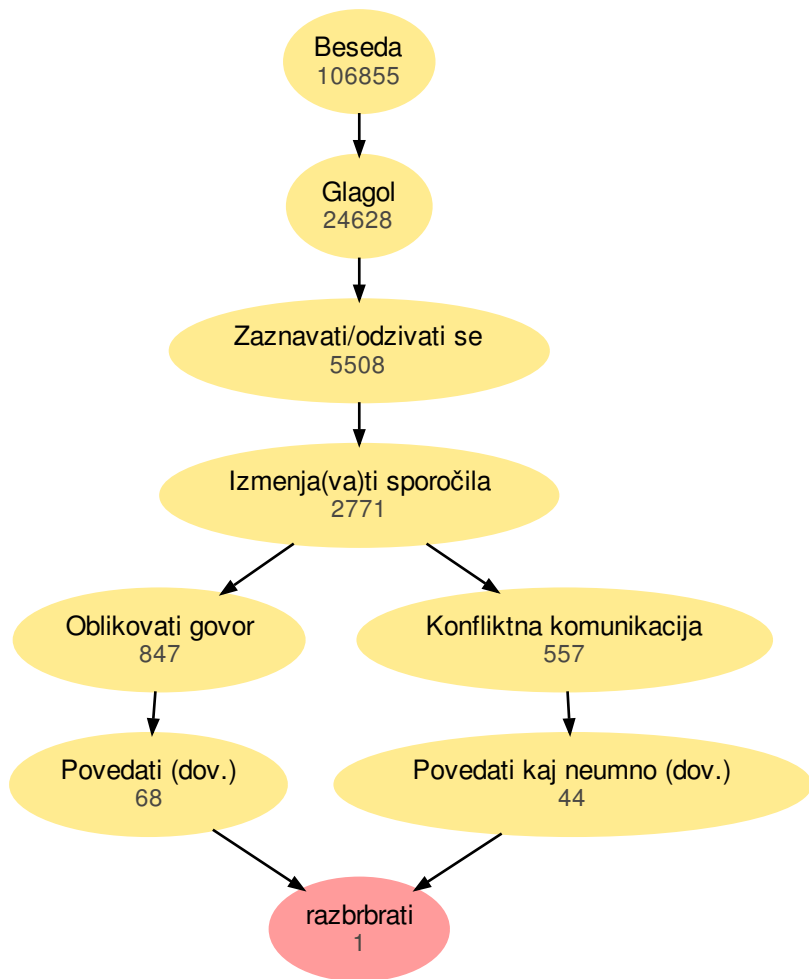 Beseda
106855
Glagol
24628
Zaznavati/odzivati se
5508
Izmenja(va)ti sporočila
2771
Oblikovati govor
847
Konfliktna komunikacija
557
Povedati (dov.)
68
Povedati kaj neumno (dov.)
44
razbrbrati
1